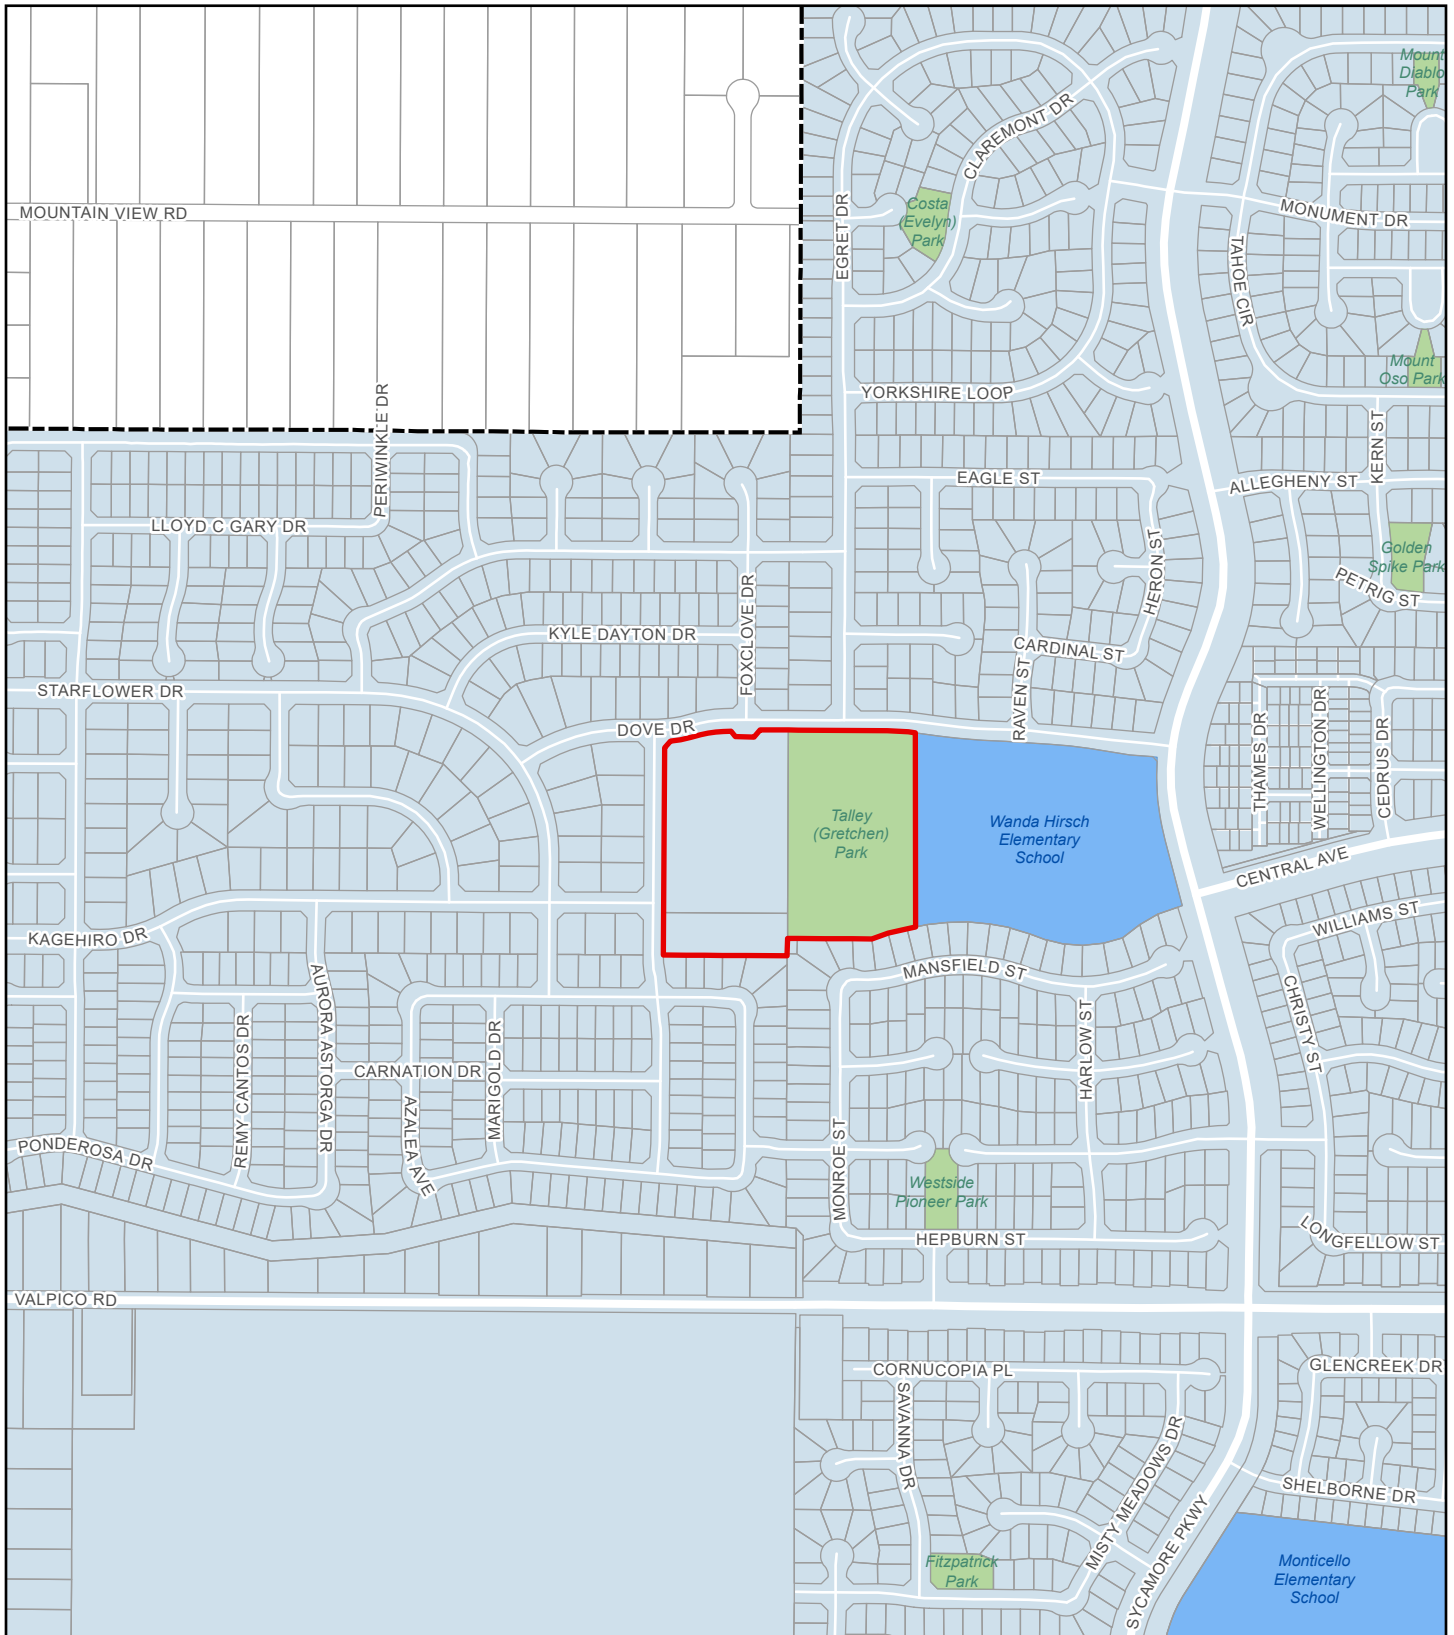 Mount
Diablo
Park
CLAREMONT DR
MOUNTAIN VIEW RD
EGRET DR
Costa
(Evelyn)
Park
MONUMENT DR
TAHOE CIR
Mount
Oso Park
YORKSHIRE LOOP
PERIWINKLE DR
KERN ST
EAGLE ST
ALLEGHENY ST
LLOYD C GARY DR
HERON ST
Golden
Spike Park
PETRIG ST
FOXCLOVE DR
KYLE DAYTON DR
CARDINAL ST
RAVEN ST
STARFLOWER DR
DOVE DR
THAMES DR
WELLINGTON DR
CEDRUS DR
Talley
(Gretchen)
Park
Wanda Hirsch
Elementary
School
CENTRAL AVE
WILLIAMS ST
KAGEHIRO DR
MANSFIELD ST
AURORA ASTORGA DR
CHRISTY ST
REMY CANTOS DR
MARIGOLD DR
HARLOW ST
CARNATION DR
AZALEA AVE
PONDEROSA DR
MONROE ST
Westside
Pioneer Park
HEPBURN ST
LONGFELLOW ST
VALPICO RD
CORNUCOPIA PL
GLENCREEK DR
SAVANNA DR
MISTY MEADOWS DR
SHELBORNE DR
SYCAMORE PKWY
Fitzpatrick
Park
Monticello
Elementary
School